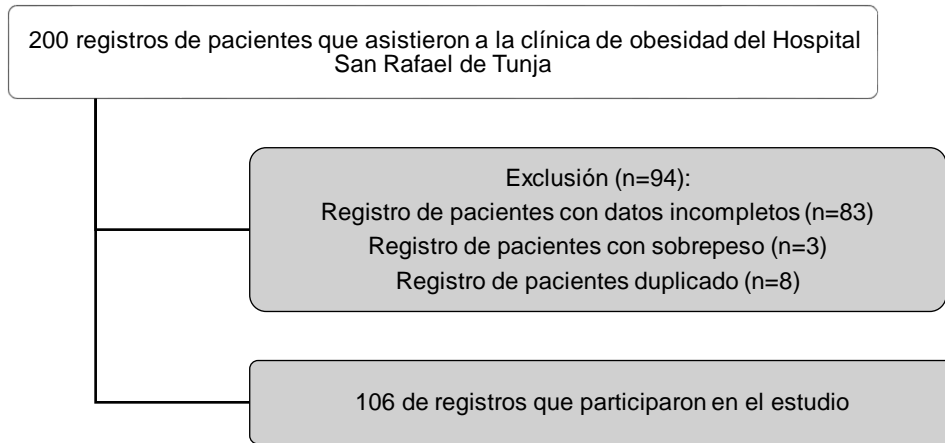 200 registros de pacientes que asistieron a la clínica de obesidad del Hospital
San Rafael de Tunja
Exclusión (n=94):
Registro de pacientes con datos incompletos (n=83)
Registro de pacientes con sobrepeso (n=3)
Registro de pacientes duplicado (n=8)
106 de registros que participaron en el estudio